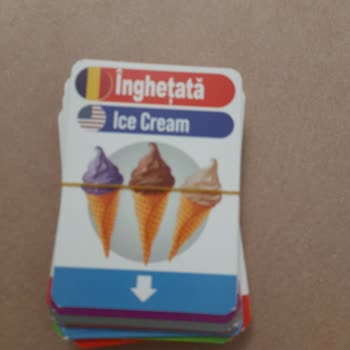 Înghețată
Ice Cream